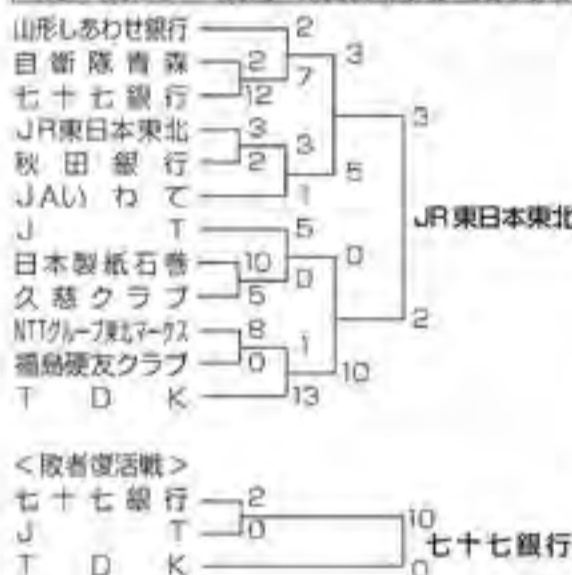 山形しあわせ銀行 2
3
自衛隊青森 2
7
七十七銀行 12
3
JR東日本東北 3
3
秋田銀行 2
5
JAいわて 1
JR東日本東北
JT 5
日本製紙石巻 10
0
0
久慈クラブ 5
2
NTTグループ東北マークス 8
1
福島硬友クラブ 0
10
TDK 13
<敗者復活戦>
七十七銀行 2
10
JT 0
七十七銀行
TDK 0